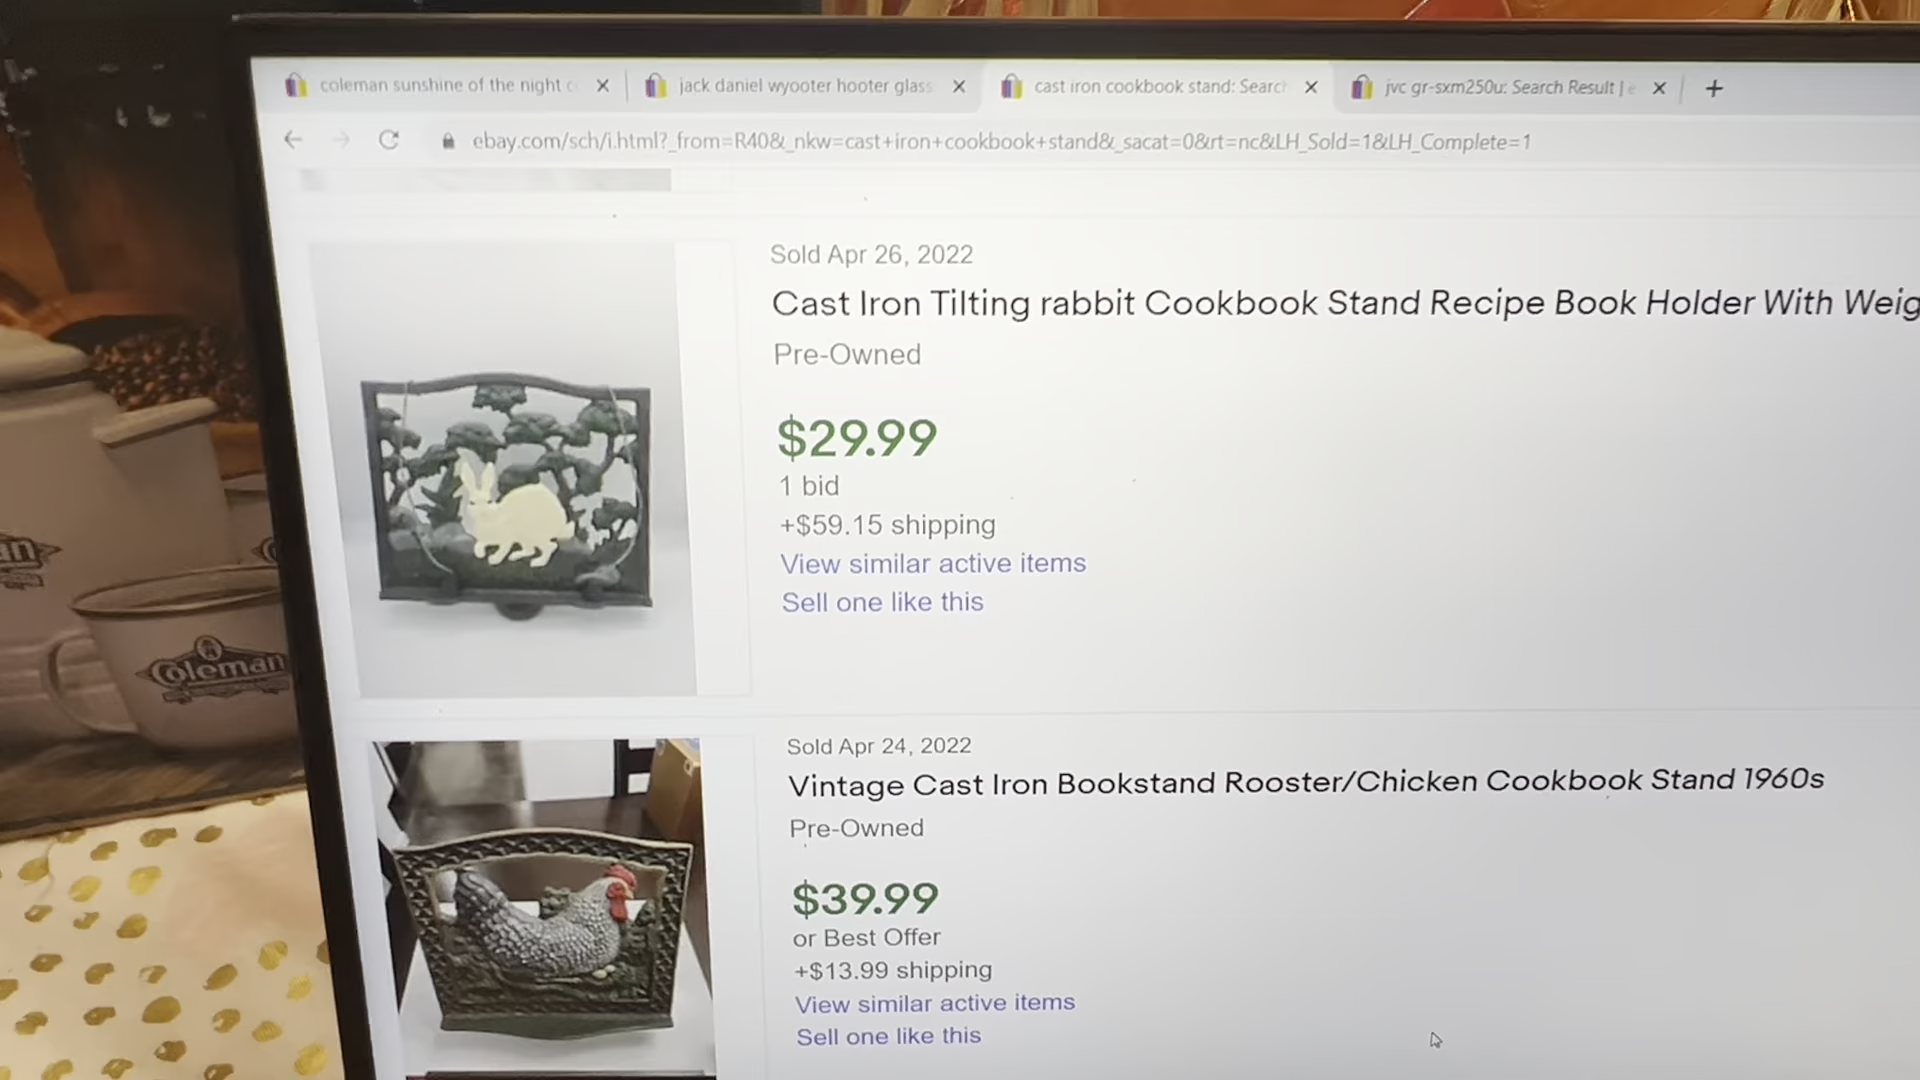 coleman sunshine of the night
jack daniel wyooter hooter glass
cast iron cookbook stand: Search
jvc gr-sxm250u: Search Result | e
ebay.com/sch/i.html?_from=R40&_nkw=cast+iron+cookbook+stand&_sacat=0&rt=nc&LH_Sold=1&LH_Complete=1
Sold Apr 26, 2022
Cast Iron Tilting rabbit Cookbook Stand Recipe Book Holder With Weig
Pre-Owned
$29.99
1 bid
+$59.15 shipping
View similar active items
Sell one like this
Sold Apr 24, 2022
Vintage Cast Iron Bookstand Rooster/Chicken Cookbook Stand 1960s
Pre-Owned
$39.99
or Best Offer
+$13.99 shipping
View similar active items
Sell one like this
an
Coleman